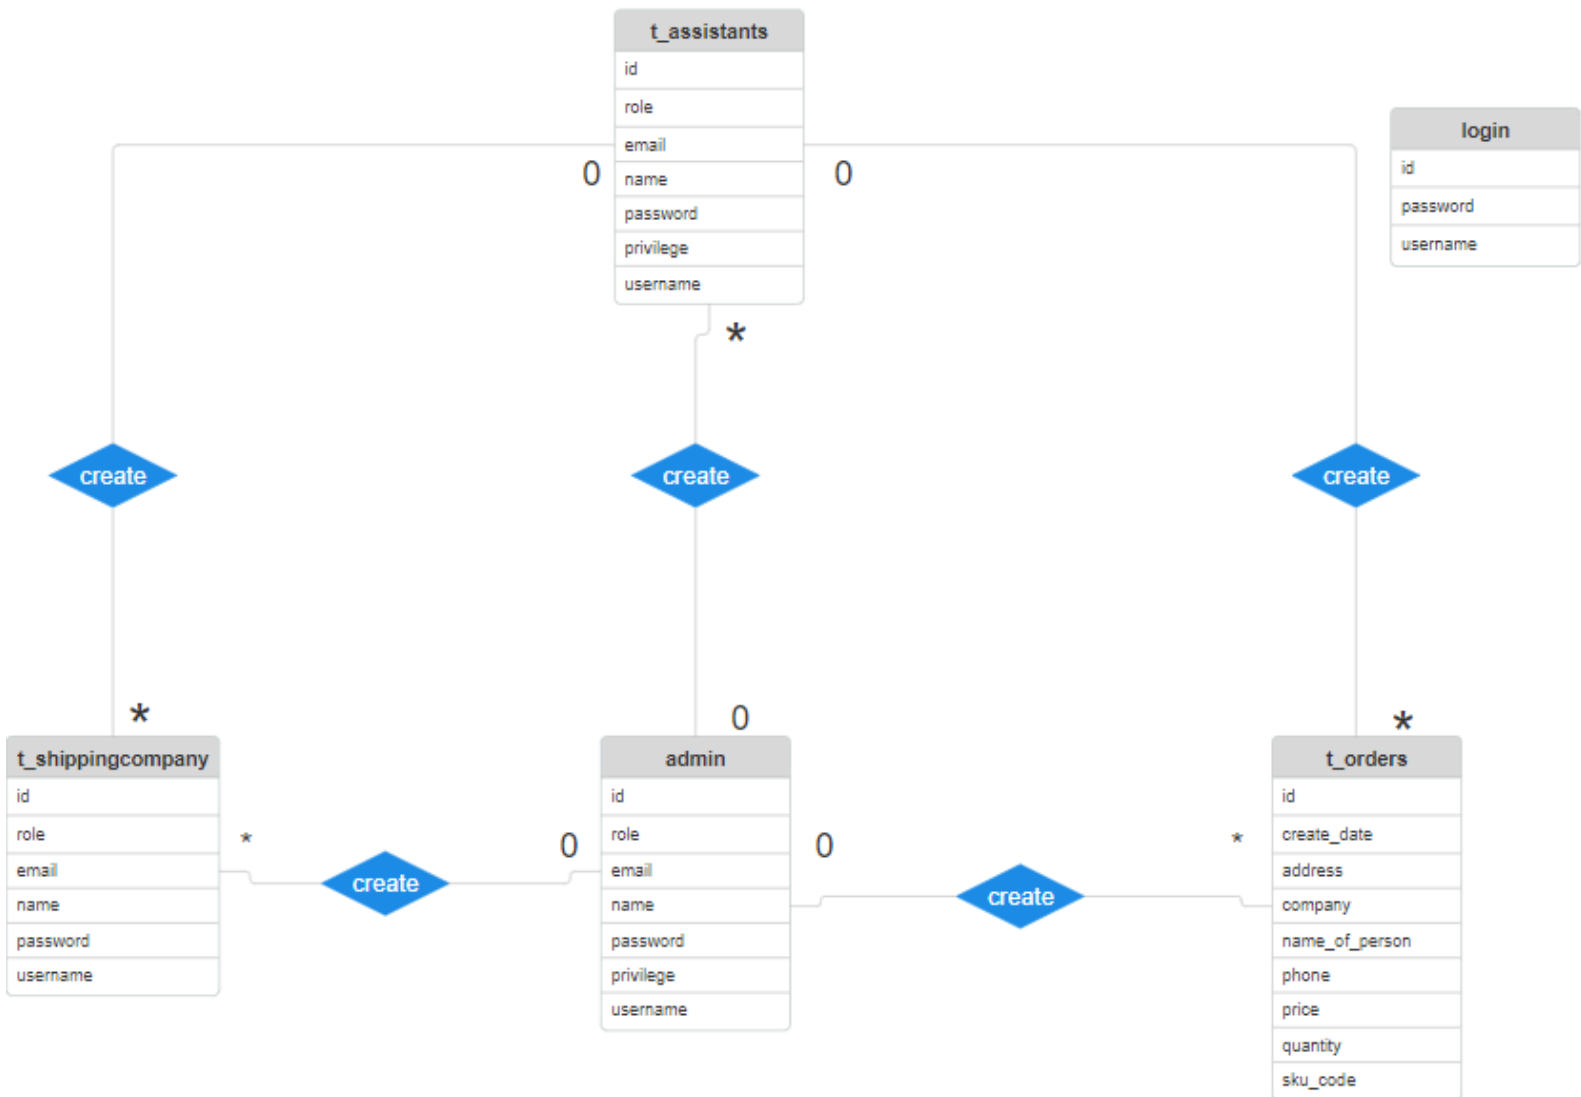 t_assistants
id
role
email
name
password
privilege
username
login
id
password
username
0
0
*
create
create
create
*
0
*
t_shippingcompany
id
role
email
name
password
username
*
create
0
admin
id
role
email
name
password
privilege
username
0
create
*
t_orders
id
create_date
address
company
name_of_person
phone
price
quantity
sku_code